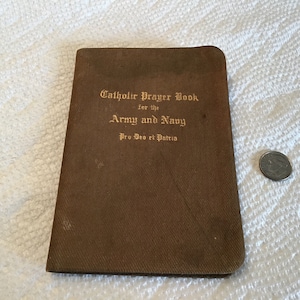 Catholic Prayer Book
for the
Army and Navy
Pro Deo et Patria